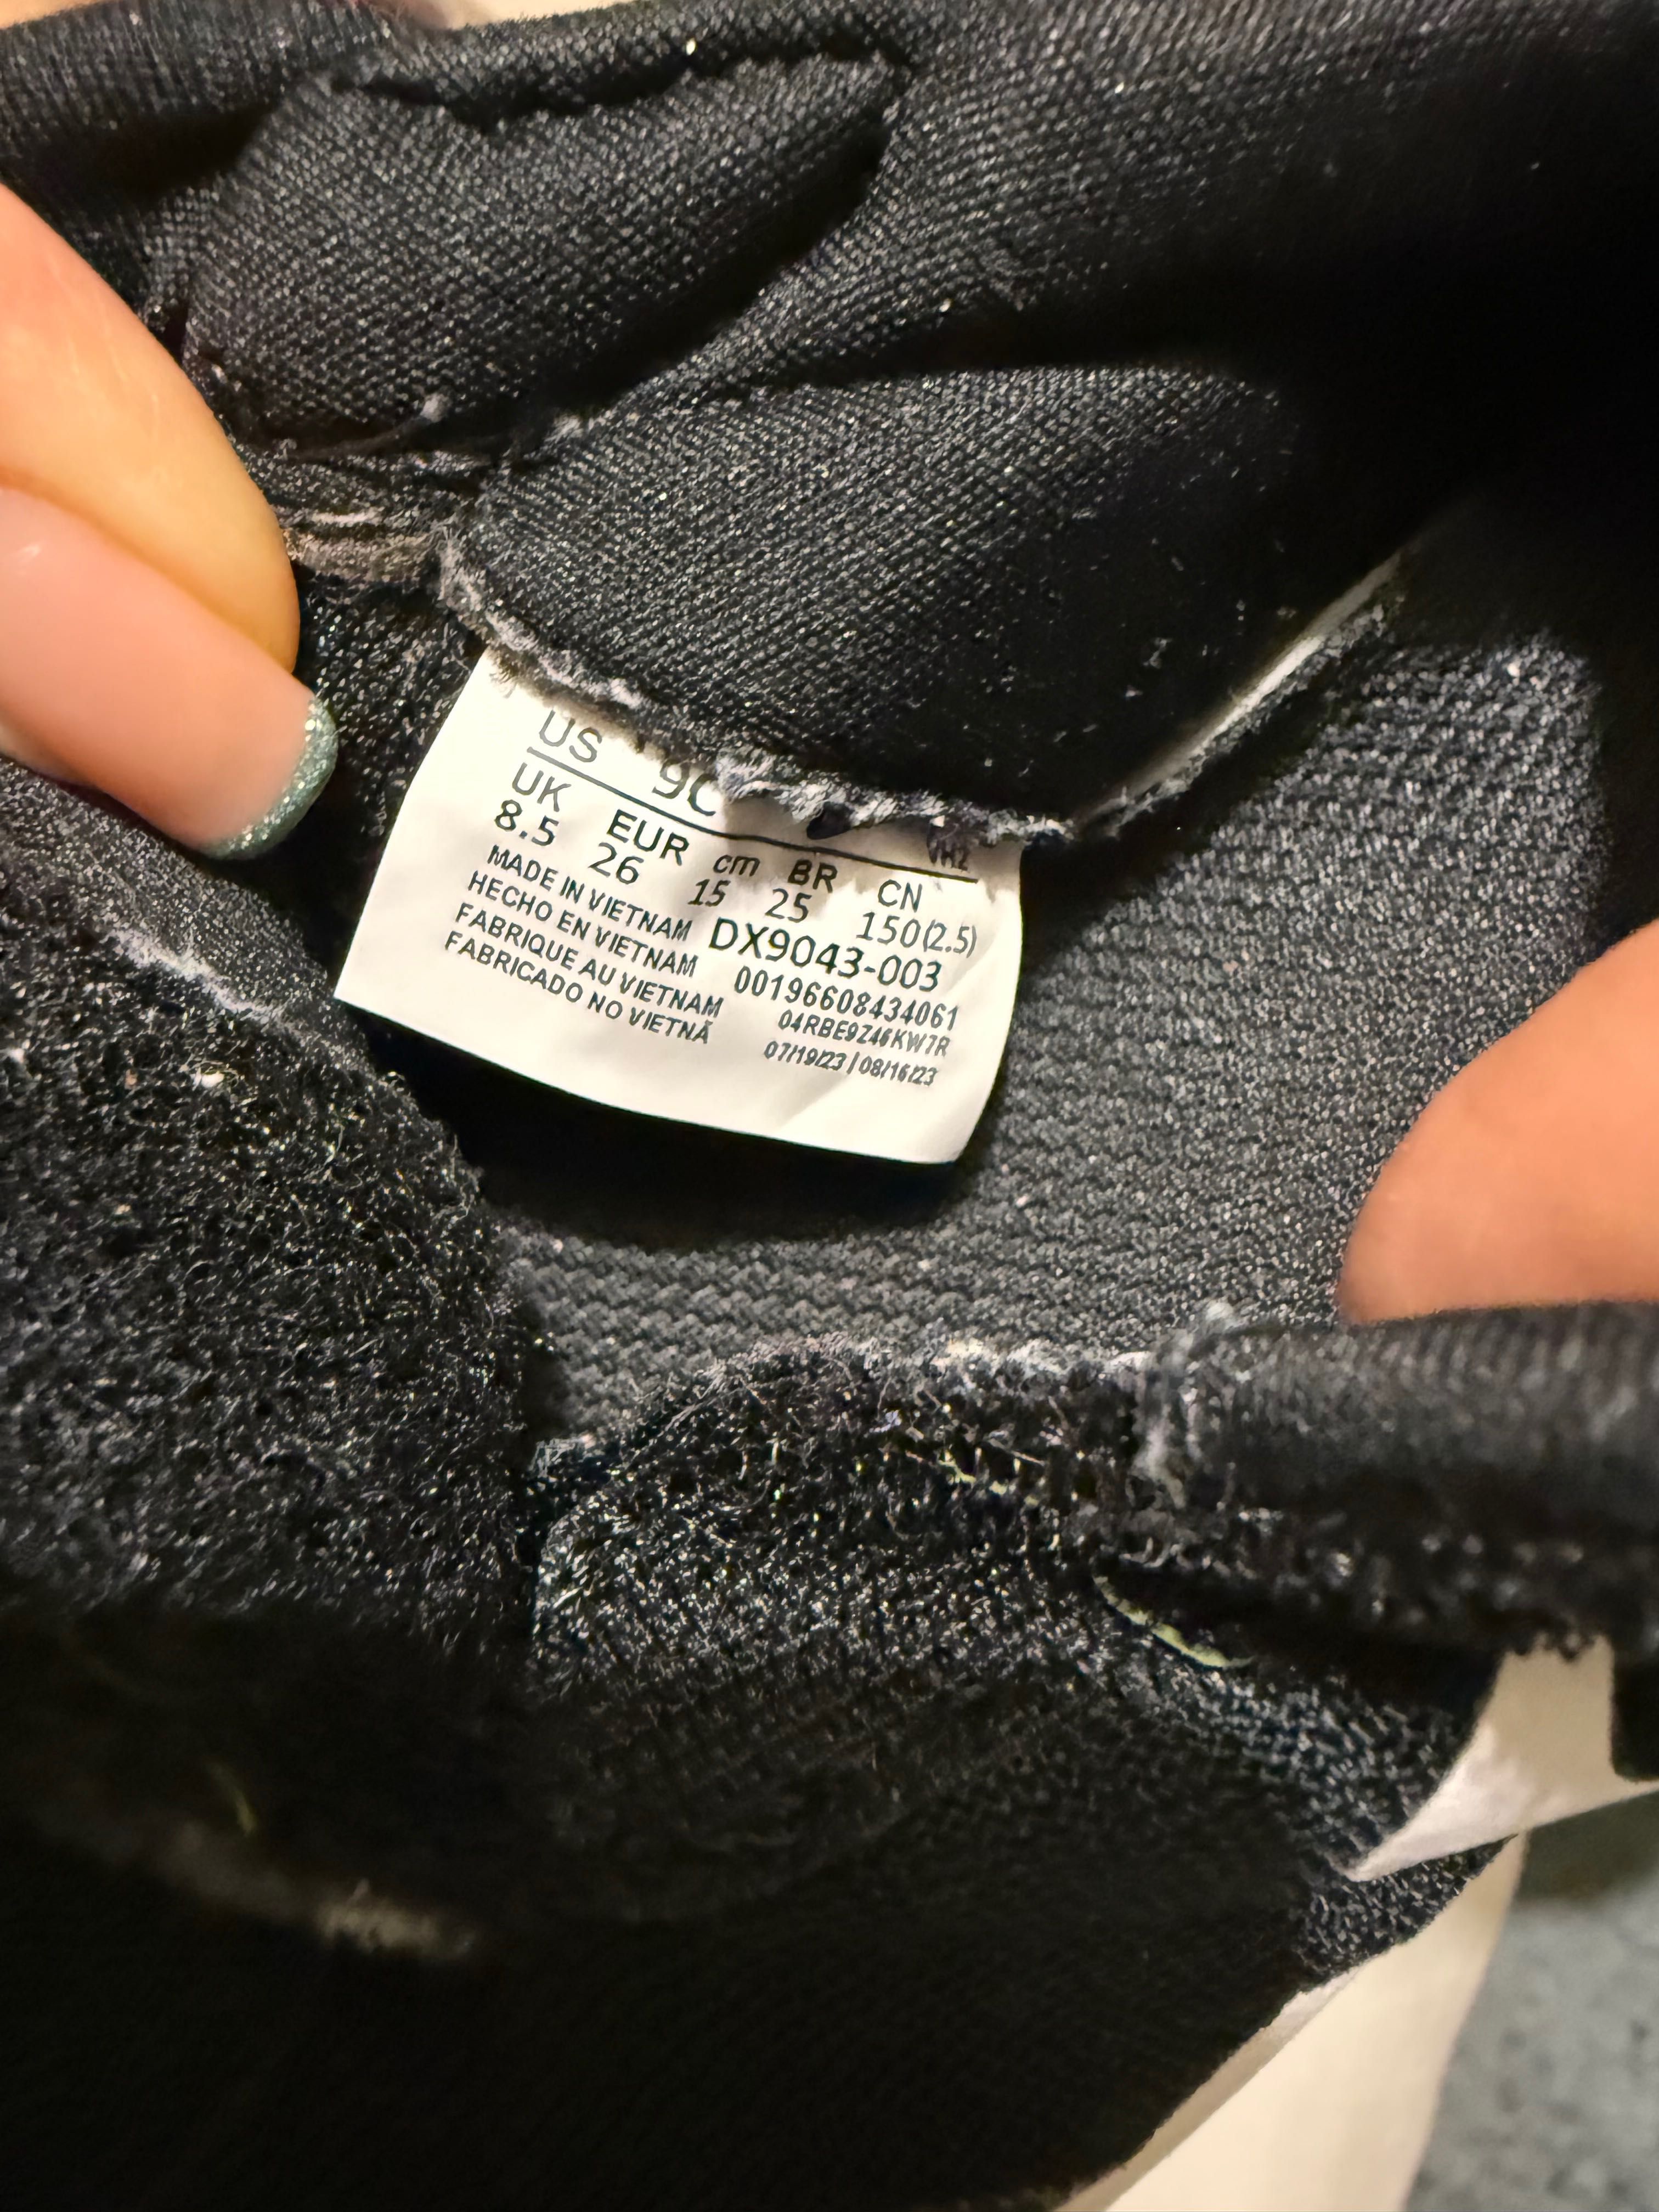 US 9C
UK EUR cm BR CN
8.5 26 15 25 150(2.5)
MADE IN VIETNAM
HECHO EN VIETNAM
FABRIQUE AU VIETNAM
FABRICADO NO VIETNÃ
DX9043-003
00196608434061
04RBE9Z46KW7R
07/19/23 | 08/16/23